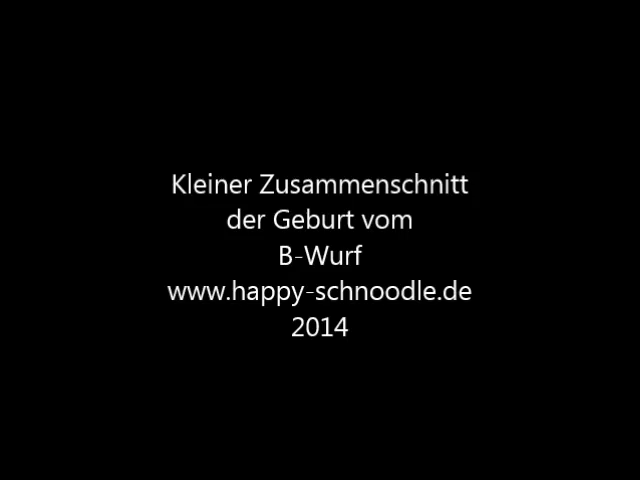 Kleiner Zusammenschnitt
der Geburt vom
B-Wurf
www.happy-schnoodle.de
2014